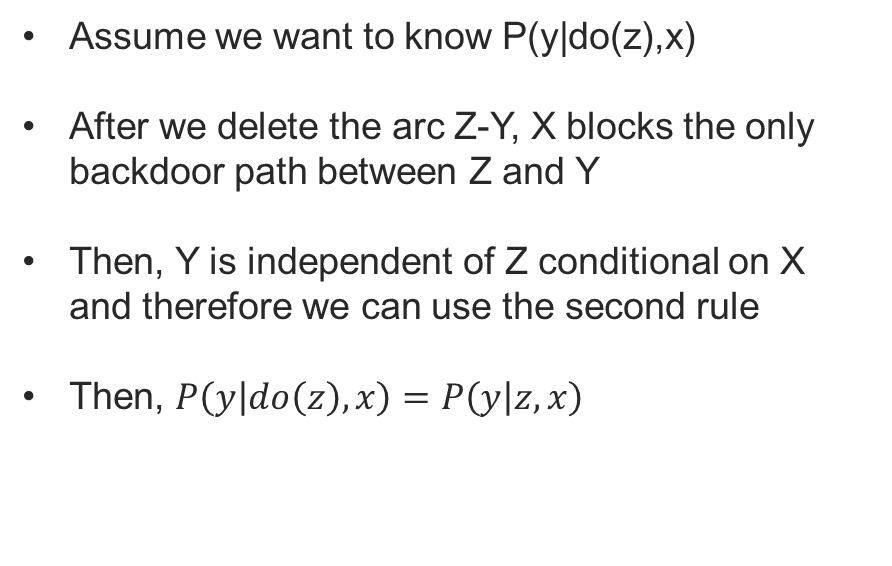 • Assume we want to know P(y|do(z),x)
• After we delete the arc Z-Y, X blocks the only
backdoor path between Z and Y
• Then, Y is independent of Z conditional on X
and therefore we can use the second rule
• Then, P(y|do(z), x) = P(y|z, x)